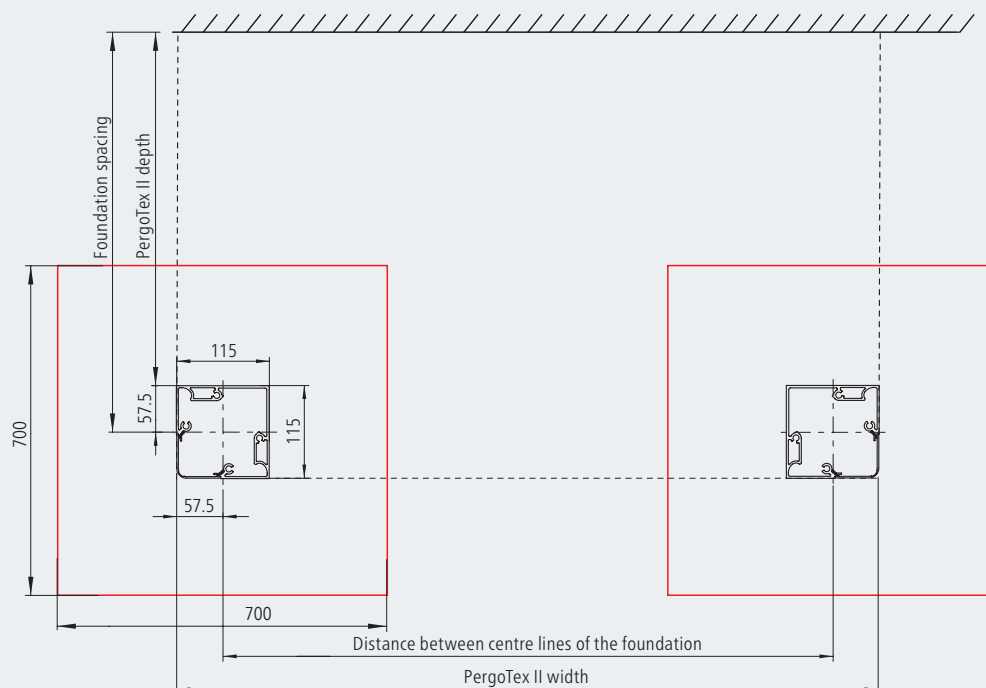 Foundation spacing
PergoTex II depth
115
57.5
115
700
57.5
700
Distance between centre lines of the foundation
PergoTex II width